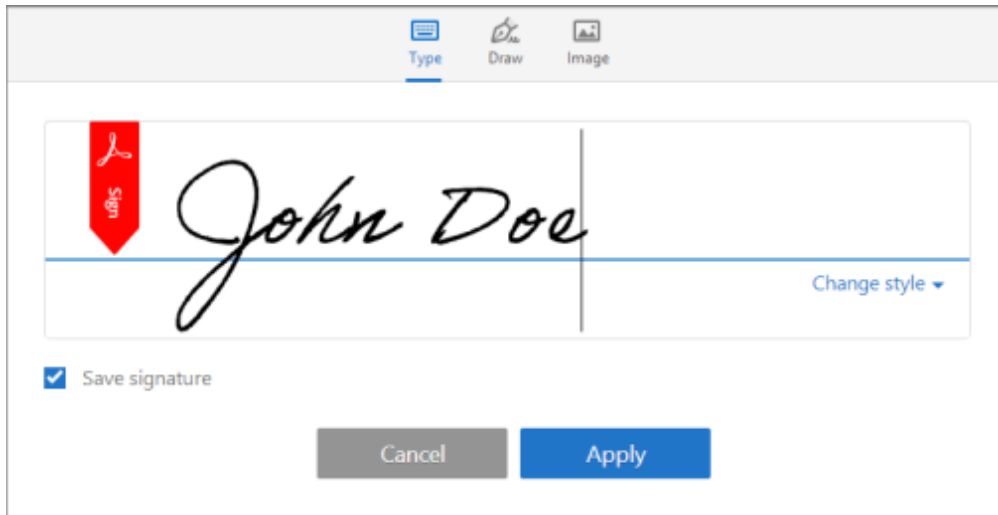 Type Draw Image
Sign
John Doe
Change style
Save signature
Cancel Apply